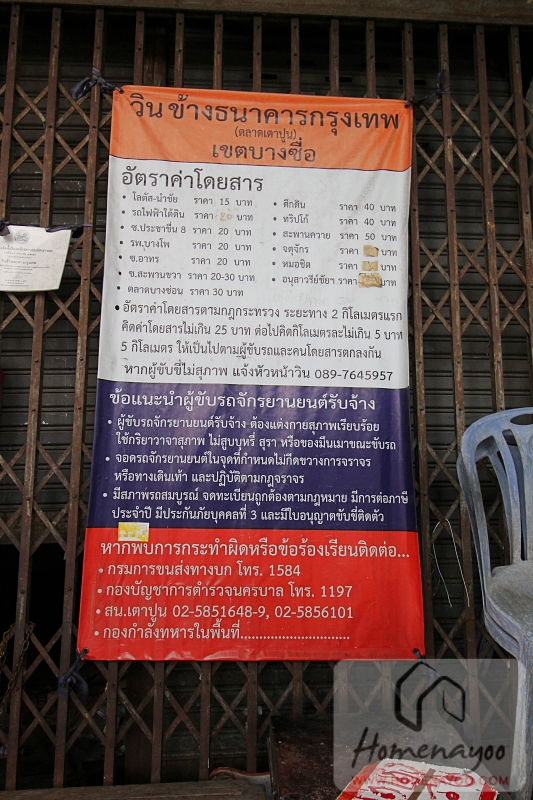 วิน ข้างธนาคารกรุงเทพ
(ตลาดเตาปูน)
เขตบางซื่อ
อัตราค่าโดยสาร
• โลตัส-นำชัย ราคา 15 บาท
• รถไฟฟ้าใต้ดิน ราคา 20 บาท
• ซ.ประชาชื่น 8 ราคา 20 บาท
• รพ.บางโพ ราคา 20 บาท
• ซ.อาทร ราคา 20 บาท
• ซ.สะพานขวา ราคา 20-30 บาท
• ตลาดบางซ่อน ราคา 30 บาท
• ตึกดิน ราคา 40 บาท
• ทริปโก้ ราคา 40 บาท
• สะพานควาย ราคา 50 บาท
• จตุจักร ราคา บาท
• หมอชิต ราคา บาท
• อนุสาวรีย์ชัยฯ ราคา บาท
• อัตราค่าโดยสารตามกฎกระทรวง ระยะทาง 2 กิโลเมตรแรก
คิดค่าโดยสารไม่เกิน 25 บาท ต่อไปคิดกิโลเมตรละไม่เกิน 5 บาท
5 กิโลเมตร ให้เป็นไปตามผู้ขับรถและคนโดยสารตกลงกัน
หากผู้ขับขี่ไม่สุภาพ แจ้งหัวหน้าวิน 089-7645957
ข้อแนะนำผู้ขับรถจักรยานยนต์รับจ้าง
• ผู้ขับรถจักรยานยนต์รับจ้าง ต้องแต่งกายสุภาพเรียบร้อย
ใช้กริยาวาจาสุภาพ ไม่สูบบุหรี่ สุรา หรือของมึนเมาขณะขับรถ
• จอดรถจักรยานยนต์ในจุดที่กำหนดไม่กีดขวางการจราจร
หรือทางเดินเท้า และปฏิบัติตามกฎจราจร
• มีสภาพรถสมบูรณ์ จดทะเบียนถูกต้องตามกฎหมาย มีการต่อภาษี
ประจำปี มีประกันภัยบุคคลที่ 3 และมีใบอนุญาตขับขี่ติดตัว
หากพบการกระทำผิดหรือข้อร้องเรียนติดต่อ...
• กรมการขนส่งทางบก โทร. 1584
• กองบัญชาการตำรวจนครบาล โทร. 1197
• สน.เตาปูน 02-5851648-9, 02-5856101
• กองกำลังทหารในพื้นที่............................
Homenayoo
WWW.HOMENAYOO.COM